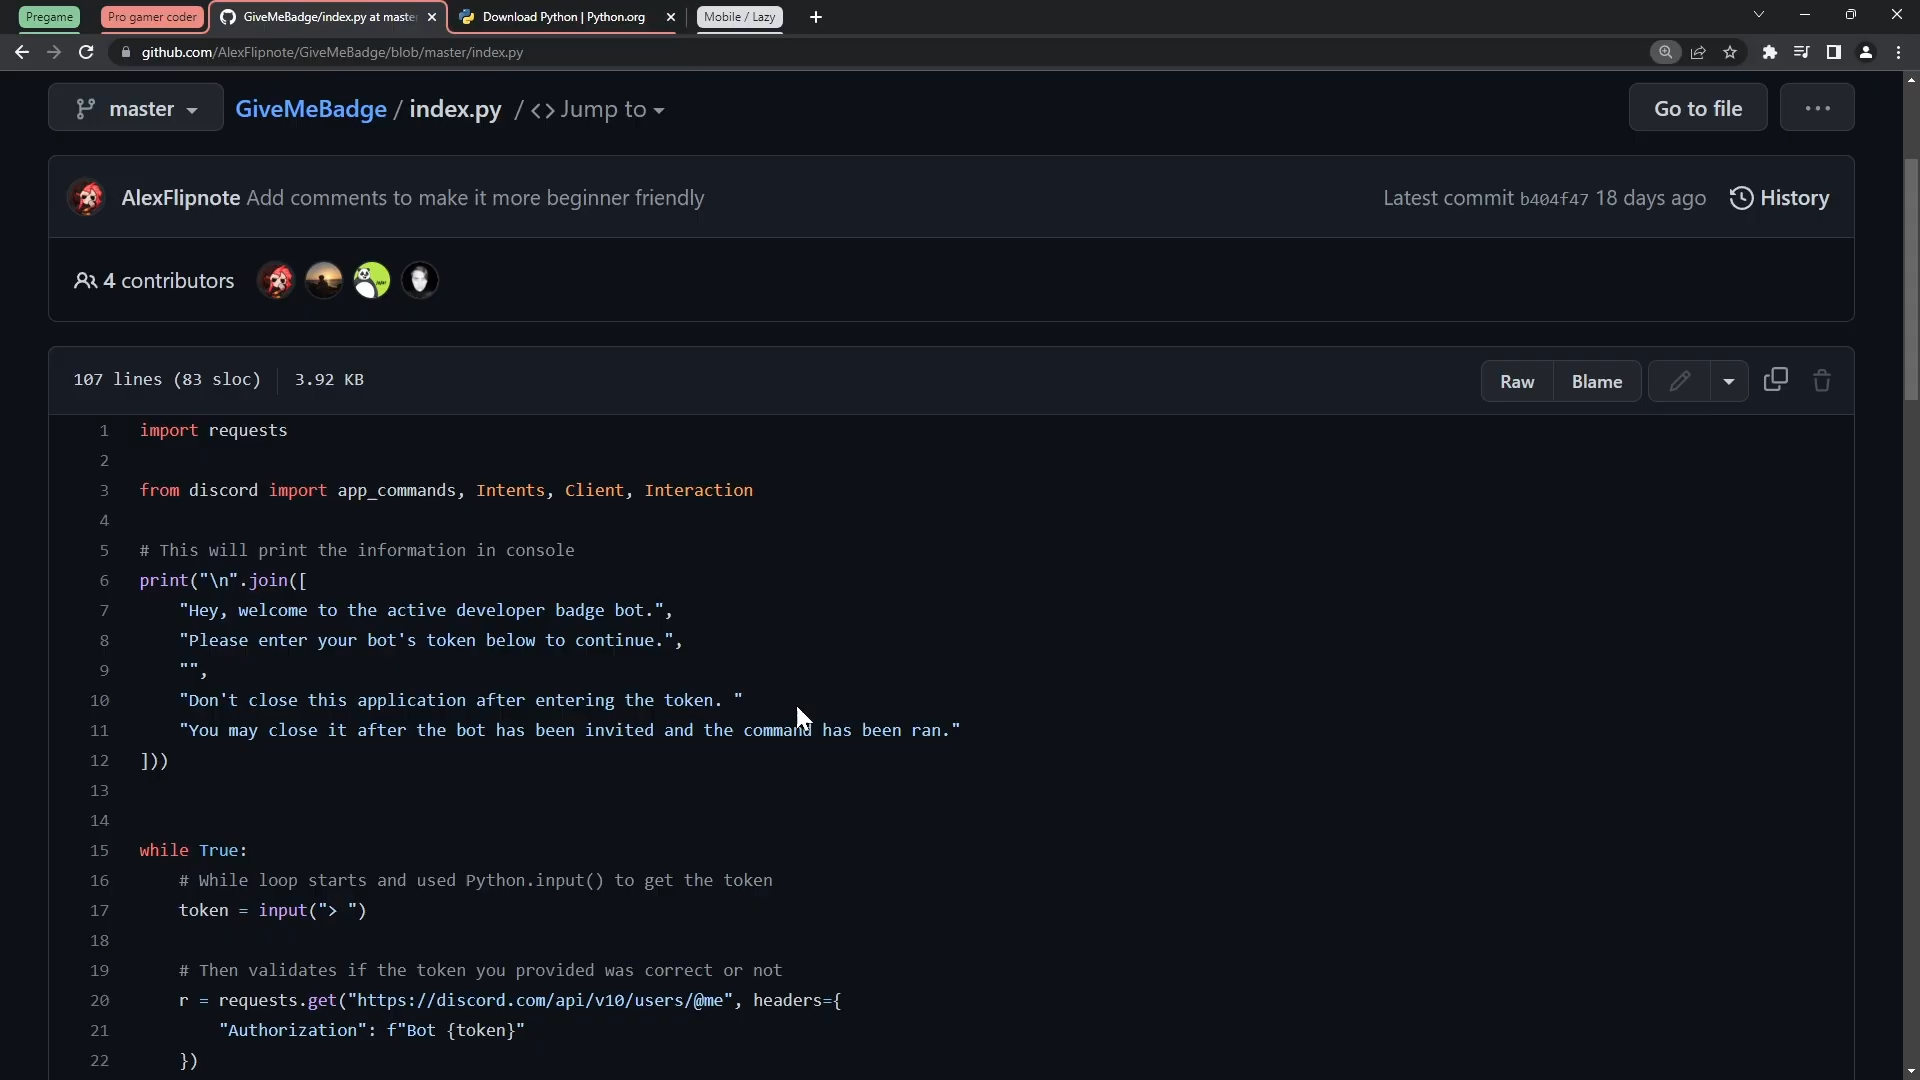 Pregame
Pro gamer coder
GiveMeBadge/index.py at maste
Download Python | Python.org
Mobile / Lazy
github.com/AlexFlipnote/GiveMeBadge/blob/master/index.py
master
GiveMeBadge / index.py / <> Jump to
Go to file
...
AlexFlipnote Add comments to make it more beginner friendly
Latest commit b404f47 18 days ago
History
4 contributors
107 lines (83 sloc) 3.92 KB
Raw
Blame
1 import requests
2
3 from discord import app_commands, Intents, Client, Interaction
4
5 # This will print the information in console
6 print("\n".join([
7     "Hey, welcome to the active developer badge bot.",
8     "Please enter your bot's token below to continue.",
9     "",
10     "Don't close this application after entering the token. "
11     "You may close it after the bot has been invited and the command has been ran."
12 ]))
13
14
15 while True:
16     # While loop starts and used Python.input() to get the token
17     token = input("> ")
18
19     # Then validates if the token you provided was correct or not
20     r = requests.get("https://discord.com/api/v10/users/@me", headers={
21         "Authorization": f"Bot {token}"
22     })